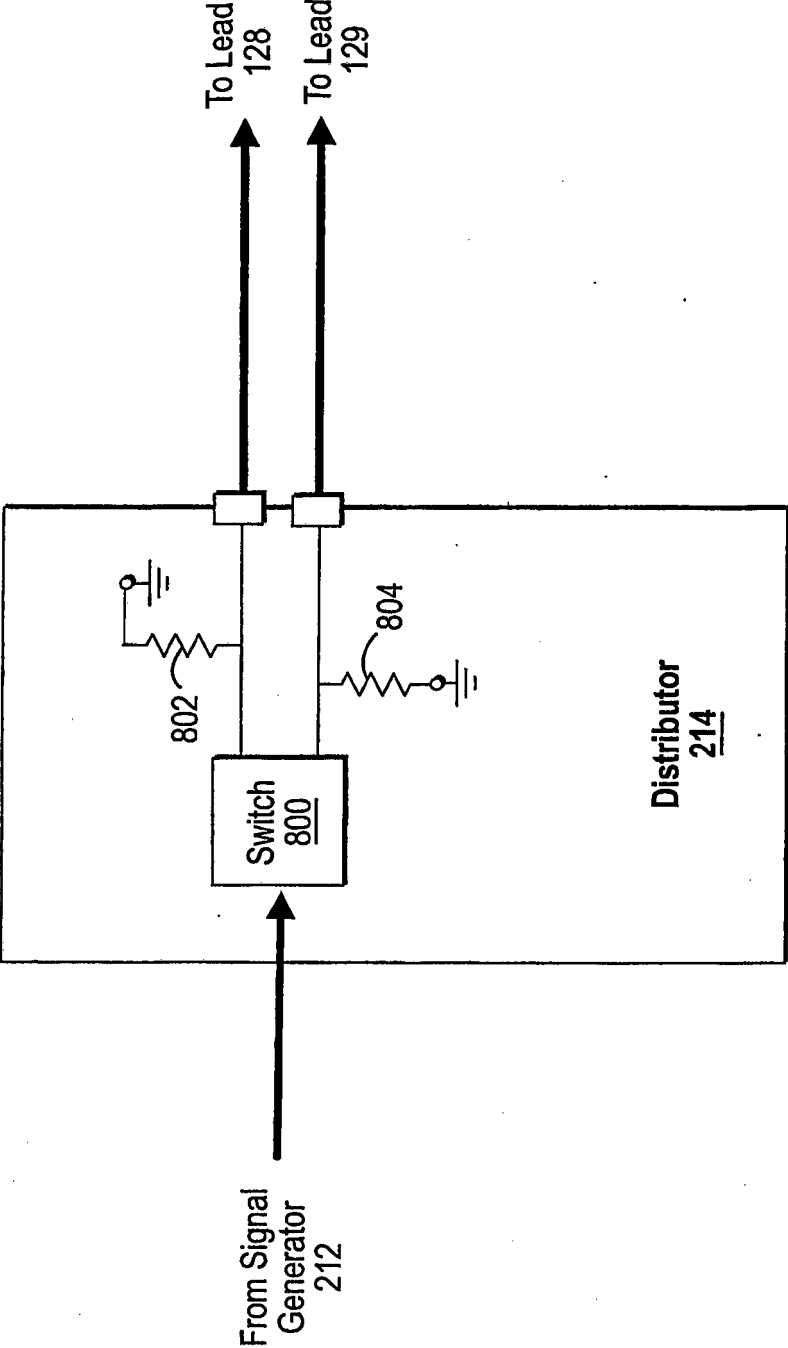 From Signal
Generator
212
Switch
800
802
804
Distributor
214
To Lead
128
To Lead
129